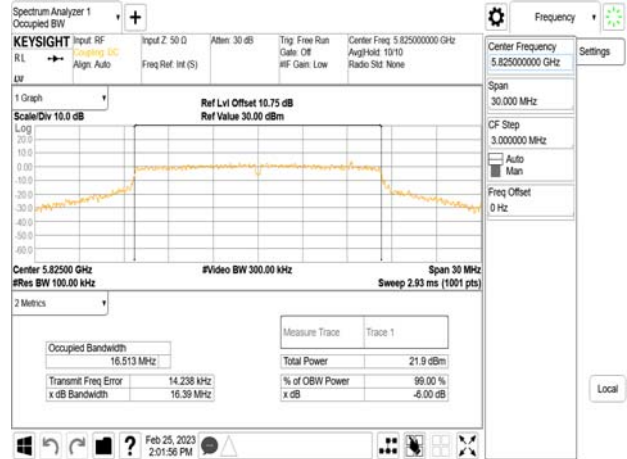 Spectrum Analyzer 1
Occupied BW
Frequency
KEYSIGHT Input: RF
Coupling: DC
Align: Auto
RL
Input Z: 50 Ω
Freq Ref: Int (S)
Atten: 30 dB
Trig: Free Run
Gate: Off
#IF Gain: Low
Center Freq: 5.825000000 GHz
Avg|Hold: 10/10
Radio Std: None
Center Frequency
5.825000000 GHz
Settings
Span
30.000 MHz
CF Step
3.000000 MHz
Auto
Man
Freq Offset
0 Hz
Local
1 Graph
Scale/Div 10.0 dB
Ref Lvl Offset 10.75 dB
Ref Value 30.00 dBm
Log
20.0
10.0
0.00
-10.0
-20.0
-30.0
-40.0
-50.0
-60.0
Center 5.82500 GHz
#Res BW 100.00 kHz
#Video BW 300.00 kHz
Span 30 MHz
Sweep 2.93 ms (1001 pts)
2 Metrics
Measure Trace Trace 1
Occupied Bandwidth
16.513 MHz
Total Power 21.9 dBm
Transmit Freq Error 14.238 kHz
% of OBW Power 99.00 %
x dB Bandwidth 16.39 MHz
x dB -6.00 dB
?
Feb 25, 2023
2:01:56 PM